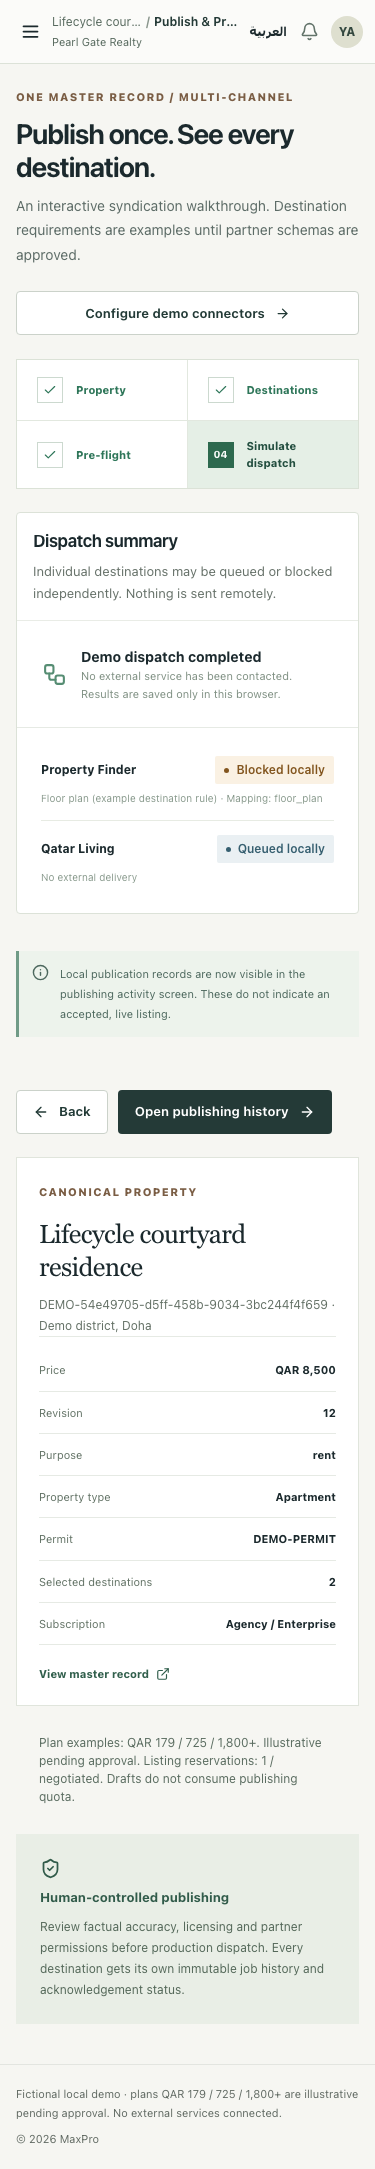 Lifecycle cour... / Publish & Pr...
Pearl Gate Realty
العربية
YA
ONE MASTER RECORD / MULTI-CHANNEL
Publish once. See every
destination.
An interactive syndication walkthrough. Destination
requirements are examples until partner schemas are
approved.
Configure demo connectors
Property
Destinations
Pre-flight
04
Simulate
dispatch
Dispatch summary
Individual destinations may be queued or blocked
independently. Nothing is sent remotely.
Demo dispatch completed
No external service has been contacted.
Results are saved only in this browser.
Property Finder
Blocked locally
Floor plan (example destination rule) · Mapping: floor_plan
Qatar Living
Queued locally
No external delivery
Local publication records are now visible in the
publishing activity screen. These do not indicate an
accepted, live listing.
Back
Open publishing history
CANONICAL PROPERTY
Lifecycle courtyard
residence
DEMO-54e49705-d5ff-458b-9034-3bc244f4f659 ·
Demo district, Doha
Price QAR 8,500
Revision 12
Purpose rent
Property type Apartment
Permit DEMO-PERMIT
Selected destinations 2
Subscription Agency / Enterprise
View master record
Plan examples: QAR 179 / 725 / 1,800+. Illustrative
pending approval. Listing reservations: 1 /
negotiated. Drafts do not consume publishing
quota.
Human-controlled publishing
Review factual accuracy, licensing and partner
permissions before production dispatch. Every
destination gets its own immutable job history and
acknowledgement status.
Fictional local demo · plans QAR 179 / 725 / 1,800+ are illustrative
pending approval. No external services connected.
© 2026 MaxPro